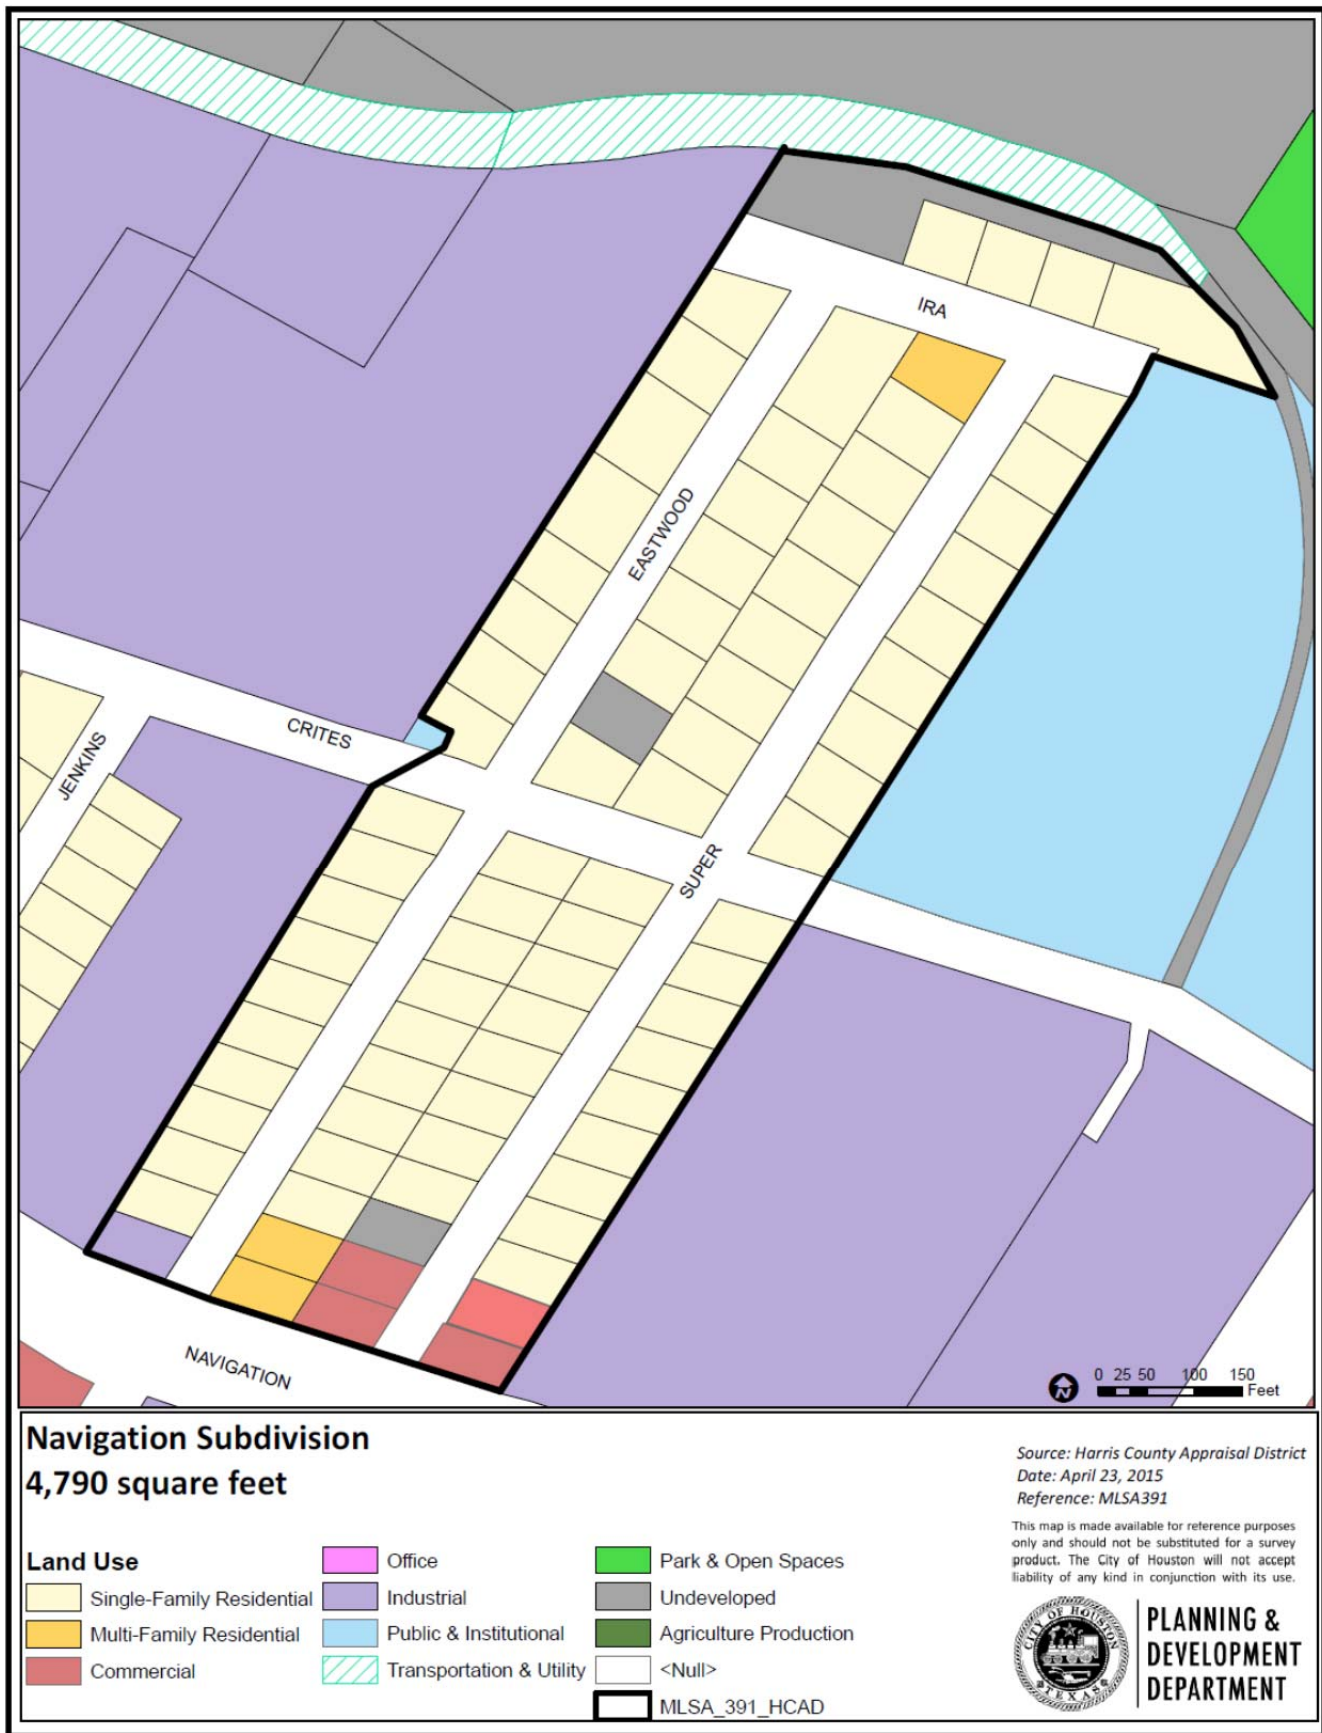 IRA
EASTWOOD
CRITES
JENKINS
SUPER
NAVIGATION
N
0 25 50 100 150
Feet
Navigation Subdivision
4,790 square feet
Source: Harris County Appraisal District
Date: April 23, 2015
Reference: MLSA391
This map is made available for reference purposes
only and should not be substituted for a survey
product. The City of Houston will not accept
liability of any kind in conjunction with its use.
Land Use
Single-Family Residential
Multi-Family Residential
Commercial
Office
Industrial
Public & Institutional
Transportation & Utility
Park & Open Spaces
Undeveloped
Agriculture Production
<Null>
MLSA_391_HCAD
CITY OF HOUSTON
TEXAS
PLANNING &
DEVELOPMENT
DEPARTMENT